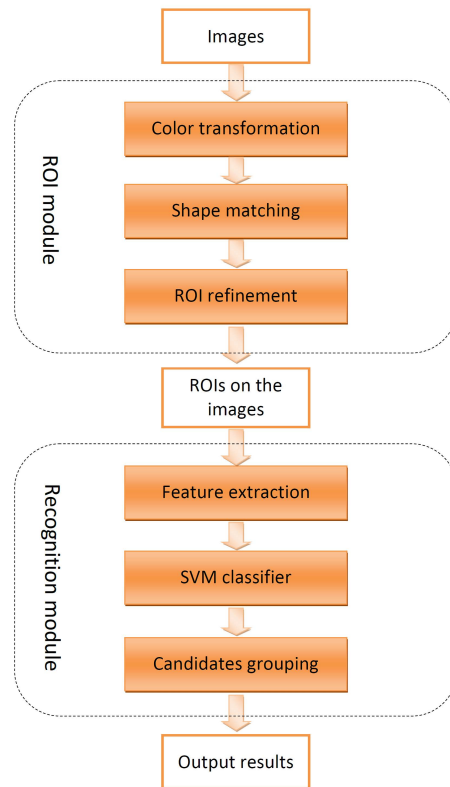 Images
ROI module
Color transformation
Shape matching
ROI refinement
ROIs on the
images
Recognition module
Feature extraction
SVM classifier
Candidates grouping
Output results